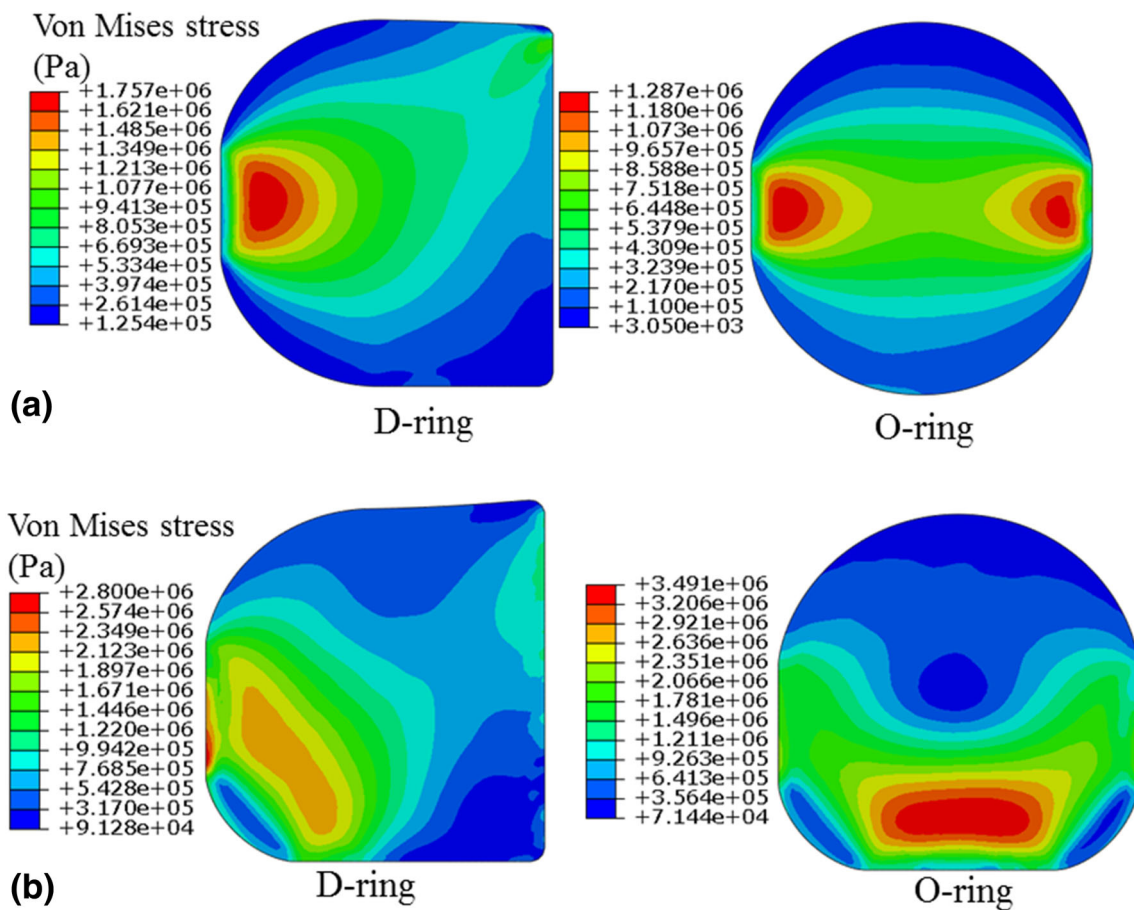 Von Mises stress
(Pa)
+1.757e+06
+1.621e+06
+1.485e+06
+1.349e+06
+1.213e+06
+1.077e+06
+9.413e+05
+8.053e+05
+6.693e+05
+5.334e+05
+3.974e+05
+2.614e+05
+1.254e+05
+1.287e+06
+1.180e+06
+1.073e+06
+9.657e+05
+8.588e+05
+7.518e+05
+6.448e+05
+5.379e+05
+4.309e+05
+3.239e+05
+2.170e+05
+1.100e+05
+3.050e+03
(a)
D-ring
O-ring
Von Mises stress
(Pa)
+2.800e+06
+2.574e+06
+2.349e+06
+2.123e+06
+1.897e+06
+1.671e+06
+1.446e+06
+1.220e+06
+9.942e+05
+7.685e+05
+5.428e+05
+3.170e+05
+9.128e+04
+3.491e+06
+3.206e+06
+2.921e+06
+2.636e+06
+2.351e+06
+2.066e+06
+1.781e+06
+1.496e+06
+1.211e+06
+9.263e+05
+6.413e+05
+3.564e+05
+7.144e+04
(b)
D-ring
O-ring